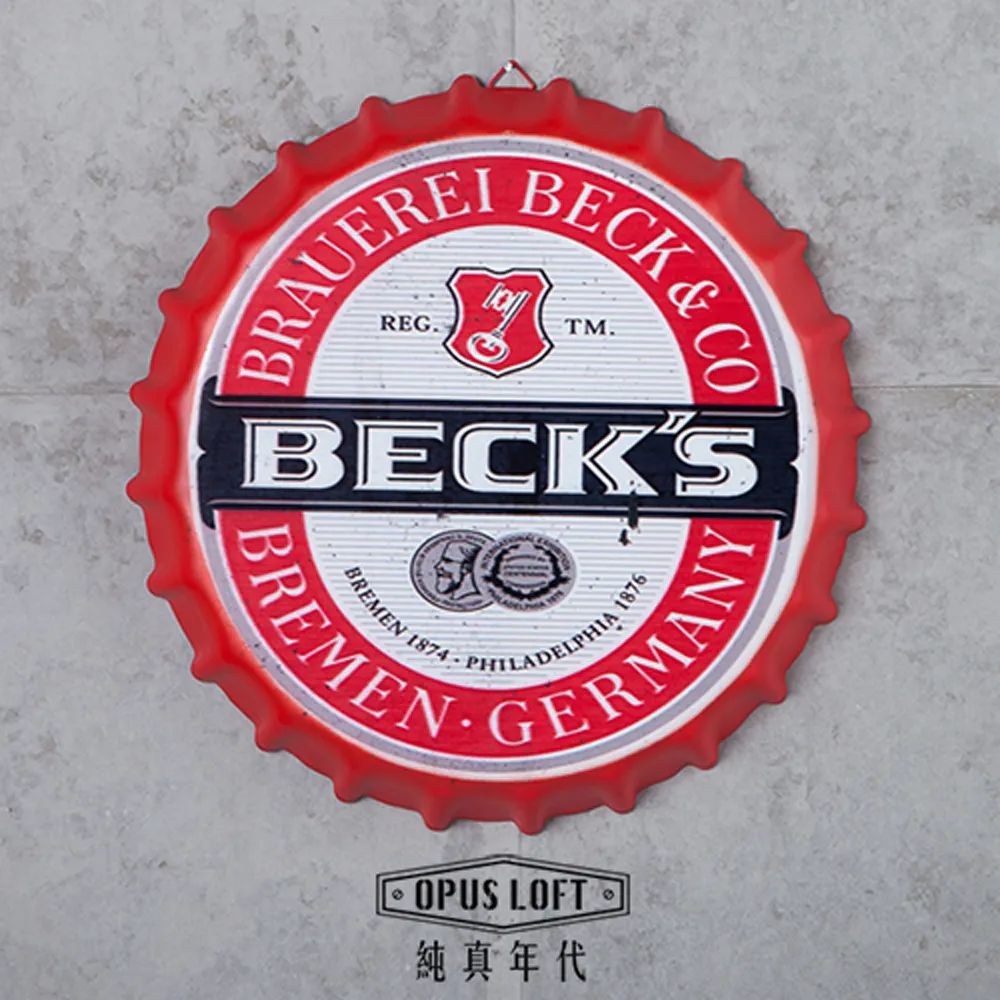 BRAUEREI BECK & CO
REG. TM.
BECK'S
BREMEN 1874 · PHILADELPHIA 1876
BREMEN · GERMANY
OPUS LOFT
純真年代